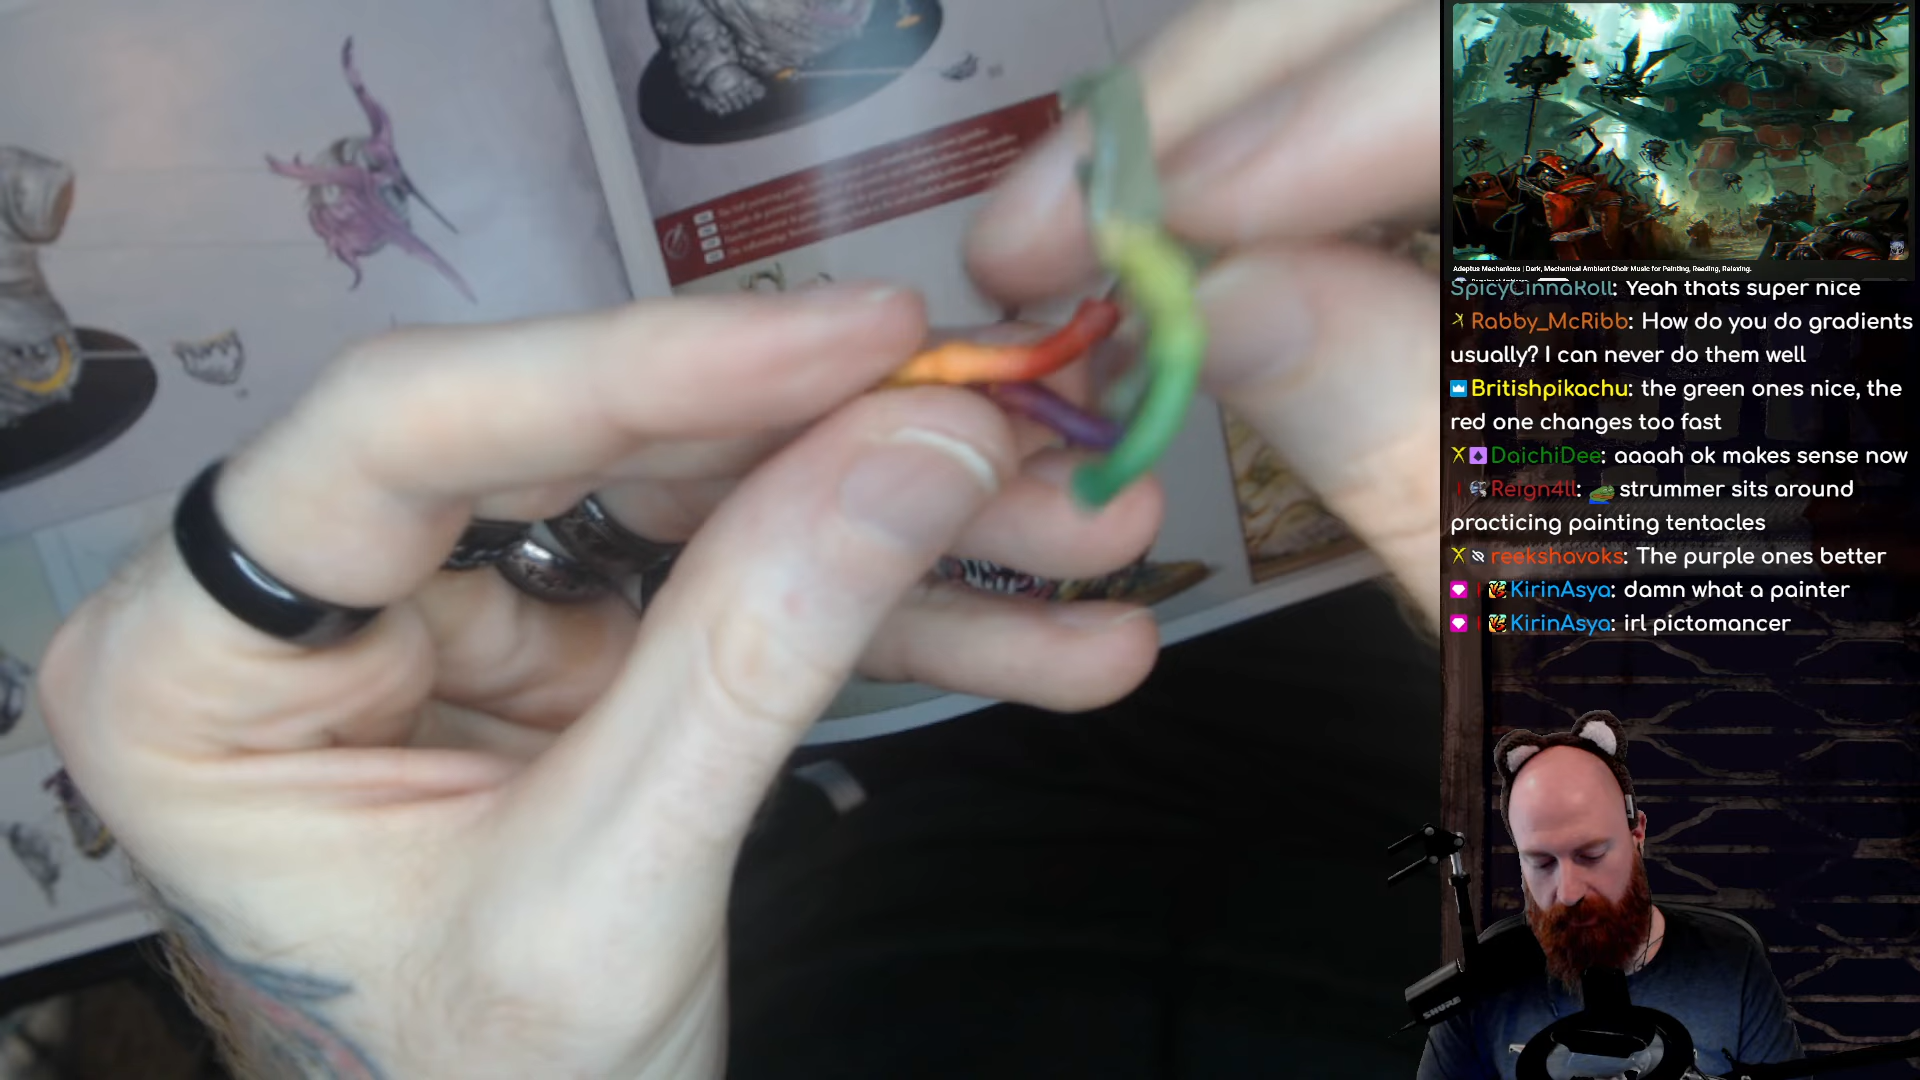 Adeptus Mechanicus | Dark, Mechanical Ambient Choir Music for Painting, Reading, Relaxing.
SpicyCinnaRoll: Yeah thats super nice
Rabby_McRibb: How do you do gradients
usually? I can never do them well
Britishpikachu: the green ones nice, the
red one changes too fast
DaichiDee: aaaah ok makes sense now
Reign4ll: strummer sits around
practicing painting tentacles
reekshavoks: The purple ones better
KirinAsya: damn what a painter
KirinAsya: irl pictomancer
SHURE